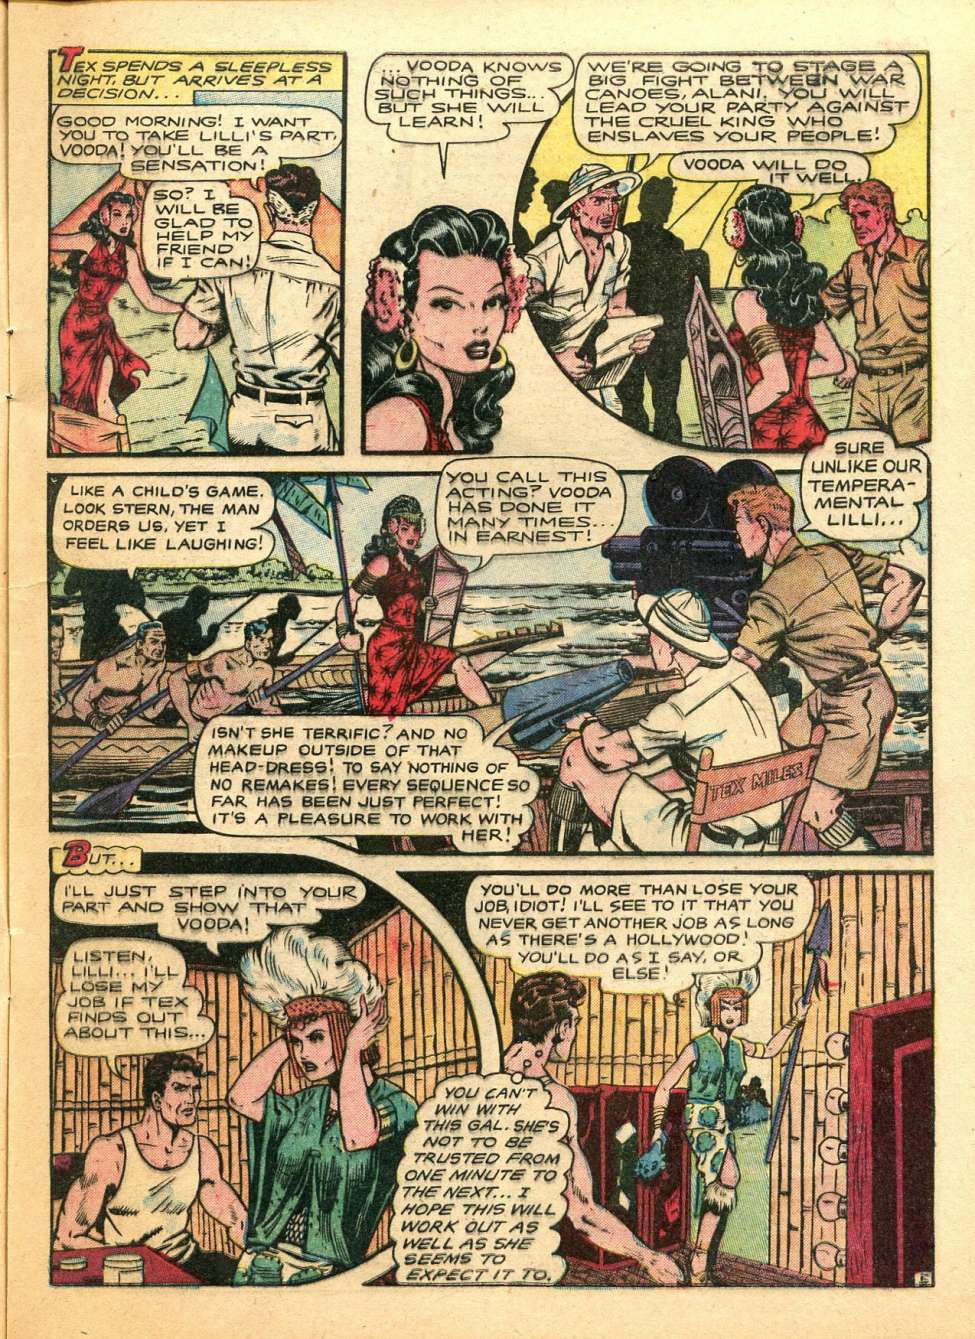 TEX SPENDS A SLEEPLESS
NIGHT, BUT ARRIVES AT A
DECISION...
GOOD MORNING! I WANT
YOU TO TAKE LILLI'S PART,
VOODA! YOU'LL BE A
SENSATION!
SO? I
WILL BE
GLAD TO
HELP MY
FRIEND
IF I CAN!
...VOODA KNOWS
NOTHING OF
SUCH THINGS...
BUT SHE WILL
LEARN!
WE'RE GOING TO STAGE A
BIG FIGHT BETWEEN WAR
CANOES, ALANI. YOU WILL
LEAD YOUR PARTY AGAINST
THE CRUEL KING WHO
ENSLAVES YOUR PEOPLE!
VOODA WILL DO
IT WELL.
LIKE A CHILD'S GAME.
LOOK STERN, THE MAN
ORDERS US, YET I
FEEL LIKE LAUGHING!
YOU CALL THIS
ACTING? VOODA
HAS DONE IT
MANY TIMES...
IN EARNEST!
SURE
UNLIKE OUR
TEMPERA-
MENTAL
LILLI...
ISN'T SHE TERRIFIC? AND NO
MAKEUP OUTSIDE OF THAT
HEAD-DRESS! TO SAY NOTHING OF
NO REMAKES! EVERY SEQUENCE SO
FAR HAS BEEN JUST PERFECT!
IT'S A PLEASURE TO WORK WITH
HER!
TEX MILES
BUT...
I'LL JUST STEP INTO YOUR
PART AND SHOW THAT
VOODA!
LISTEN,
LILLI... I'LL
LOSE MY
JOB IF TEX
FINDS OUT
ABOUT THIS...
YOU'LL DO MORE THAN LOSE YOUR
JOB, IDIOT! I'LL SEE TO IT THAT YOU
NEVER GET ANOTHER JOB AS LONG
AS THERE'S A HOLLYWOOD!
YOU'LL DO AS I SAY, OR
ELSE!
YOU CAN'T
WIN WITH
THIS GAL. SHE'S
NOT TO BE
TRUSTED FROM
ONE MINUTE TO
THE NEXT... I
HOPE THIS WILL
WORK OUT AS
WELL AS SHE
SEEMS TO
EXPECT IT TO.